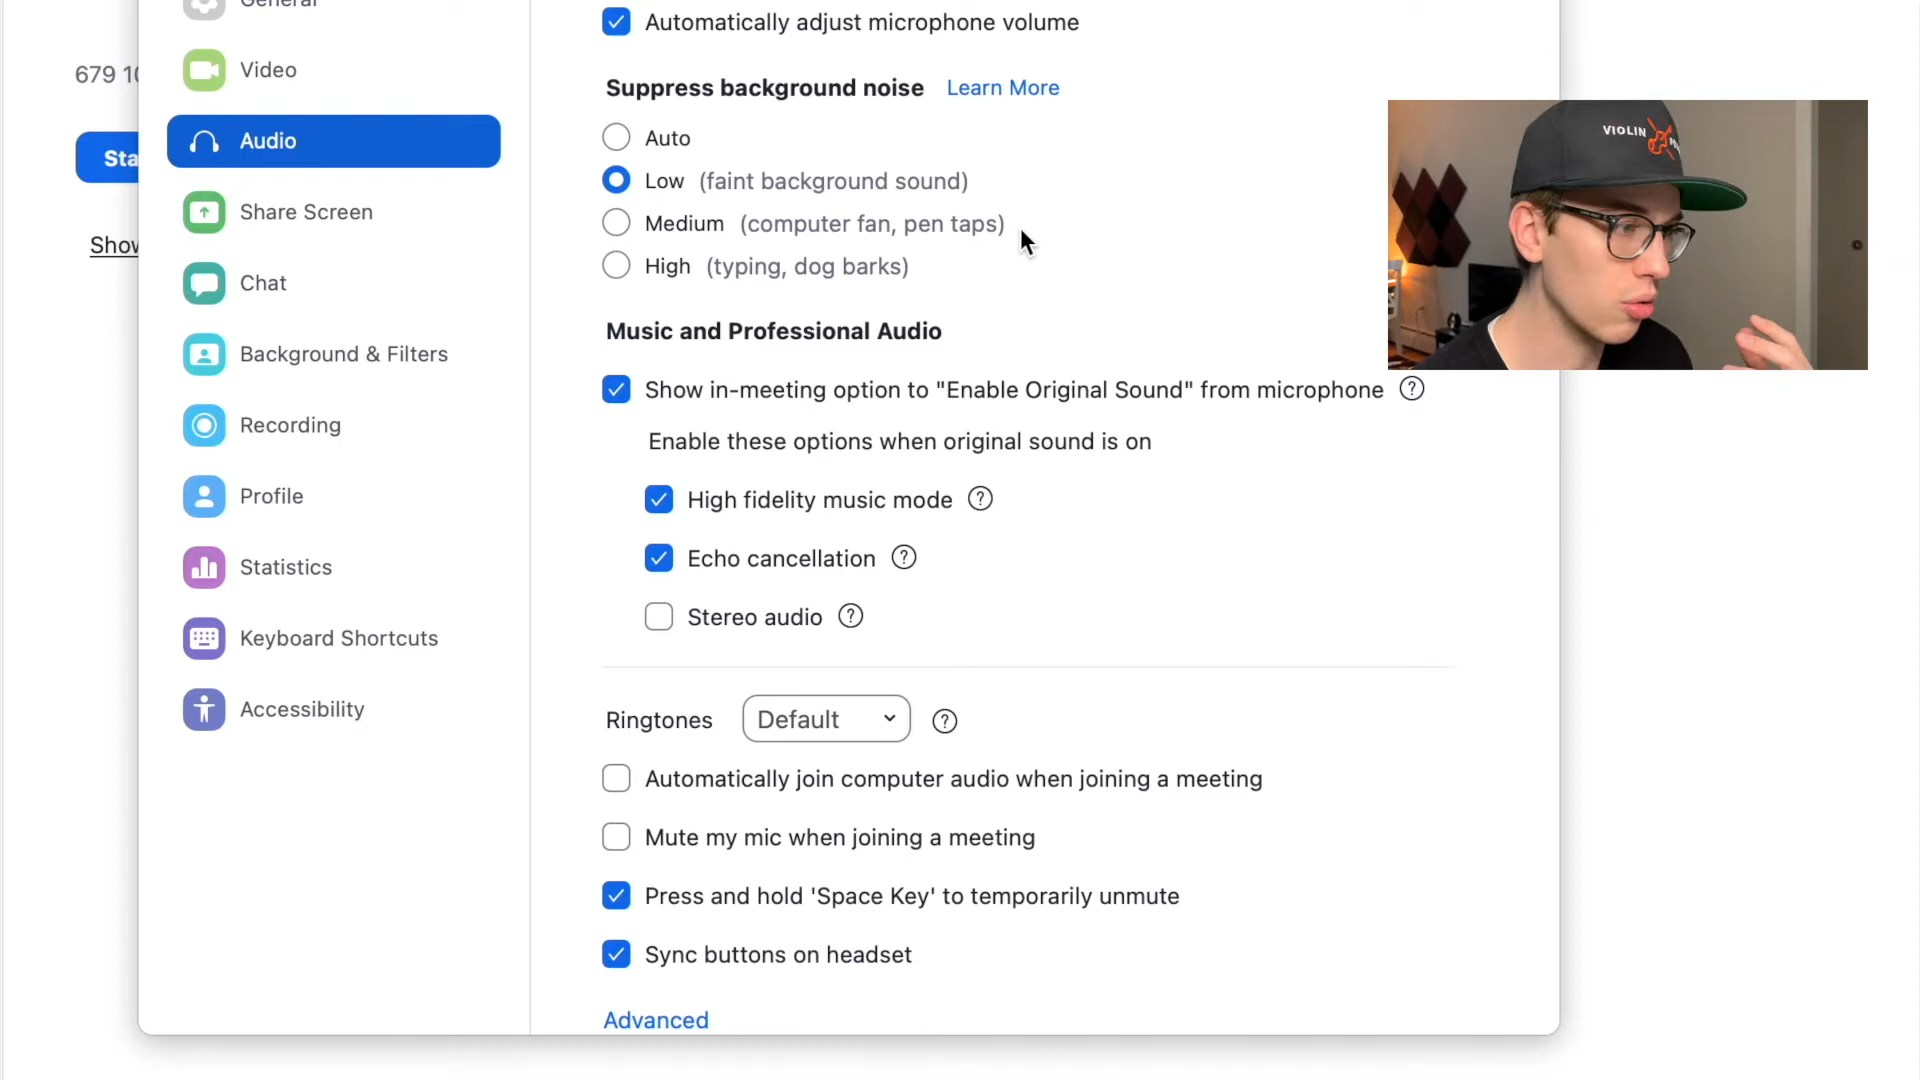 General
Video
Audio
Share Screen
Chat
Background & Filters
Recording
Profile
Statistics
Keyboard Shortcuts
Accessibility
679
Sta
Show
Automatically adjust microphone volume
Suppress background noise Learn More
Auto
Low (faint background sound)
Medium (computer fan, pen taps)
High (typing, dog barks)
Music and Professional Audio
Show in-meeting option to "Enable Original Sound" from microphone ?
Enable these options when original sound is on
High fidelity music mode ?
Echo cancellation ?
Stereo audio ?
Ringtones Default ?
Automatically join computer audio when joining a meeting
Mute my mic when joining a meeting
Press and hold 'Space Key' to temporarily unmute
Sync buttons on headset
Advanced
VIOLIN